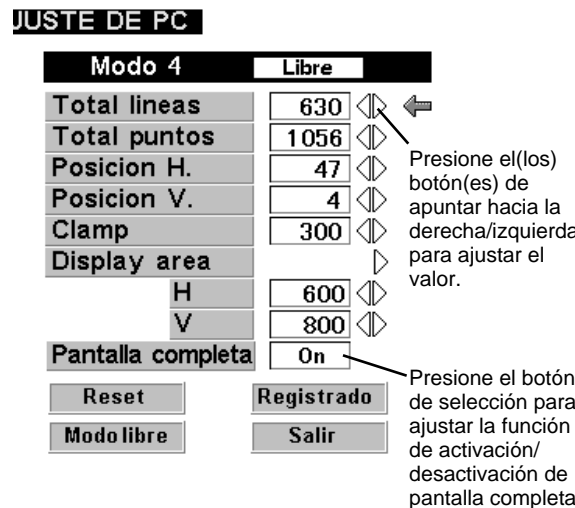 JUSTE DE PC
Modo 4 Libre
Total lineas 630
Total puntos 1056
Posicion H. 47
Posicion V. 4
Clamp 300
Display area
H 600
V 800
Pantalla completa On
Reset Registrado
Modo libre Salir
Presione el(los)
botón(es) de
apuntar hacia la
derecha/izquierda
para ajustar el
valor.
Presione el botón
de selección para
ajustar la función
de activación/
desactivación de
pantalla completa